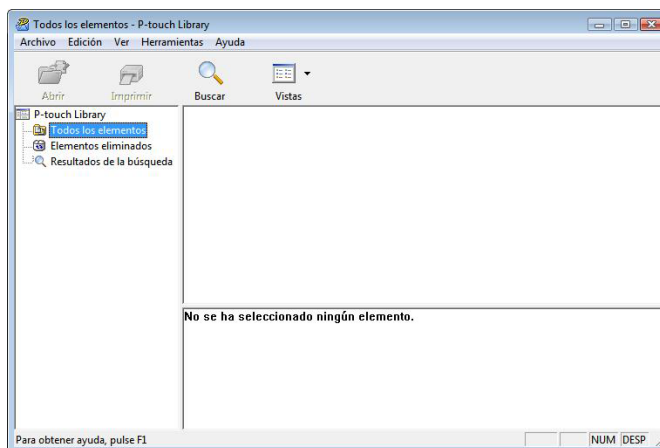 Todos los elementos - P-touch Library
Archivo Edición Ver Herramientas Ayuda
Abrir Imprimir Buscar Vistas
P-touch Library
Todos los elementos
Elementos eliminados
Resultados de la búsqueda
No se ha seleccionado ningún elemento.
Para obtener ayuda, pulse F1 NUM DESP